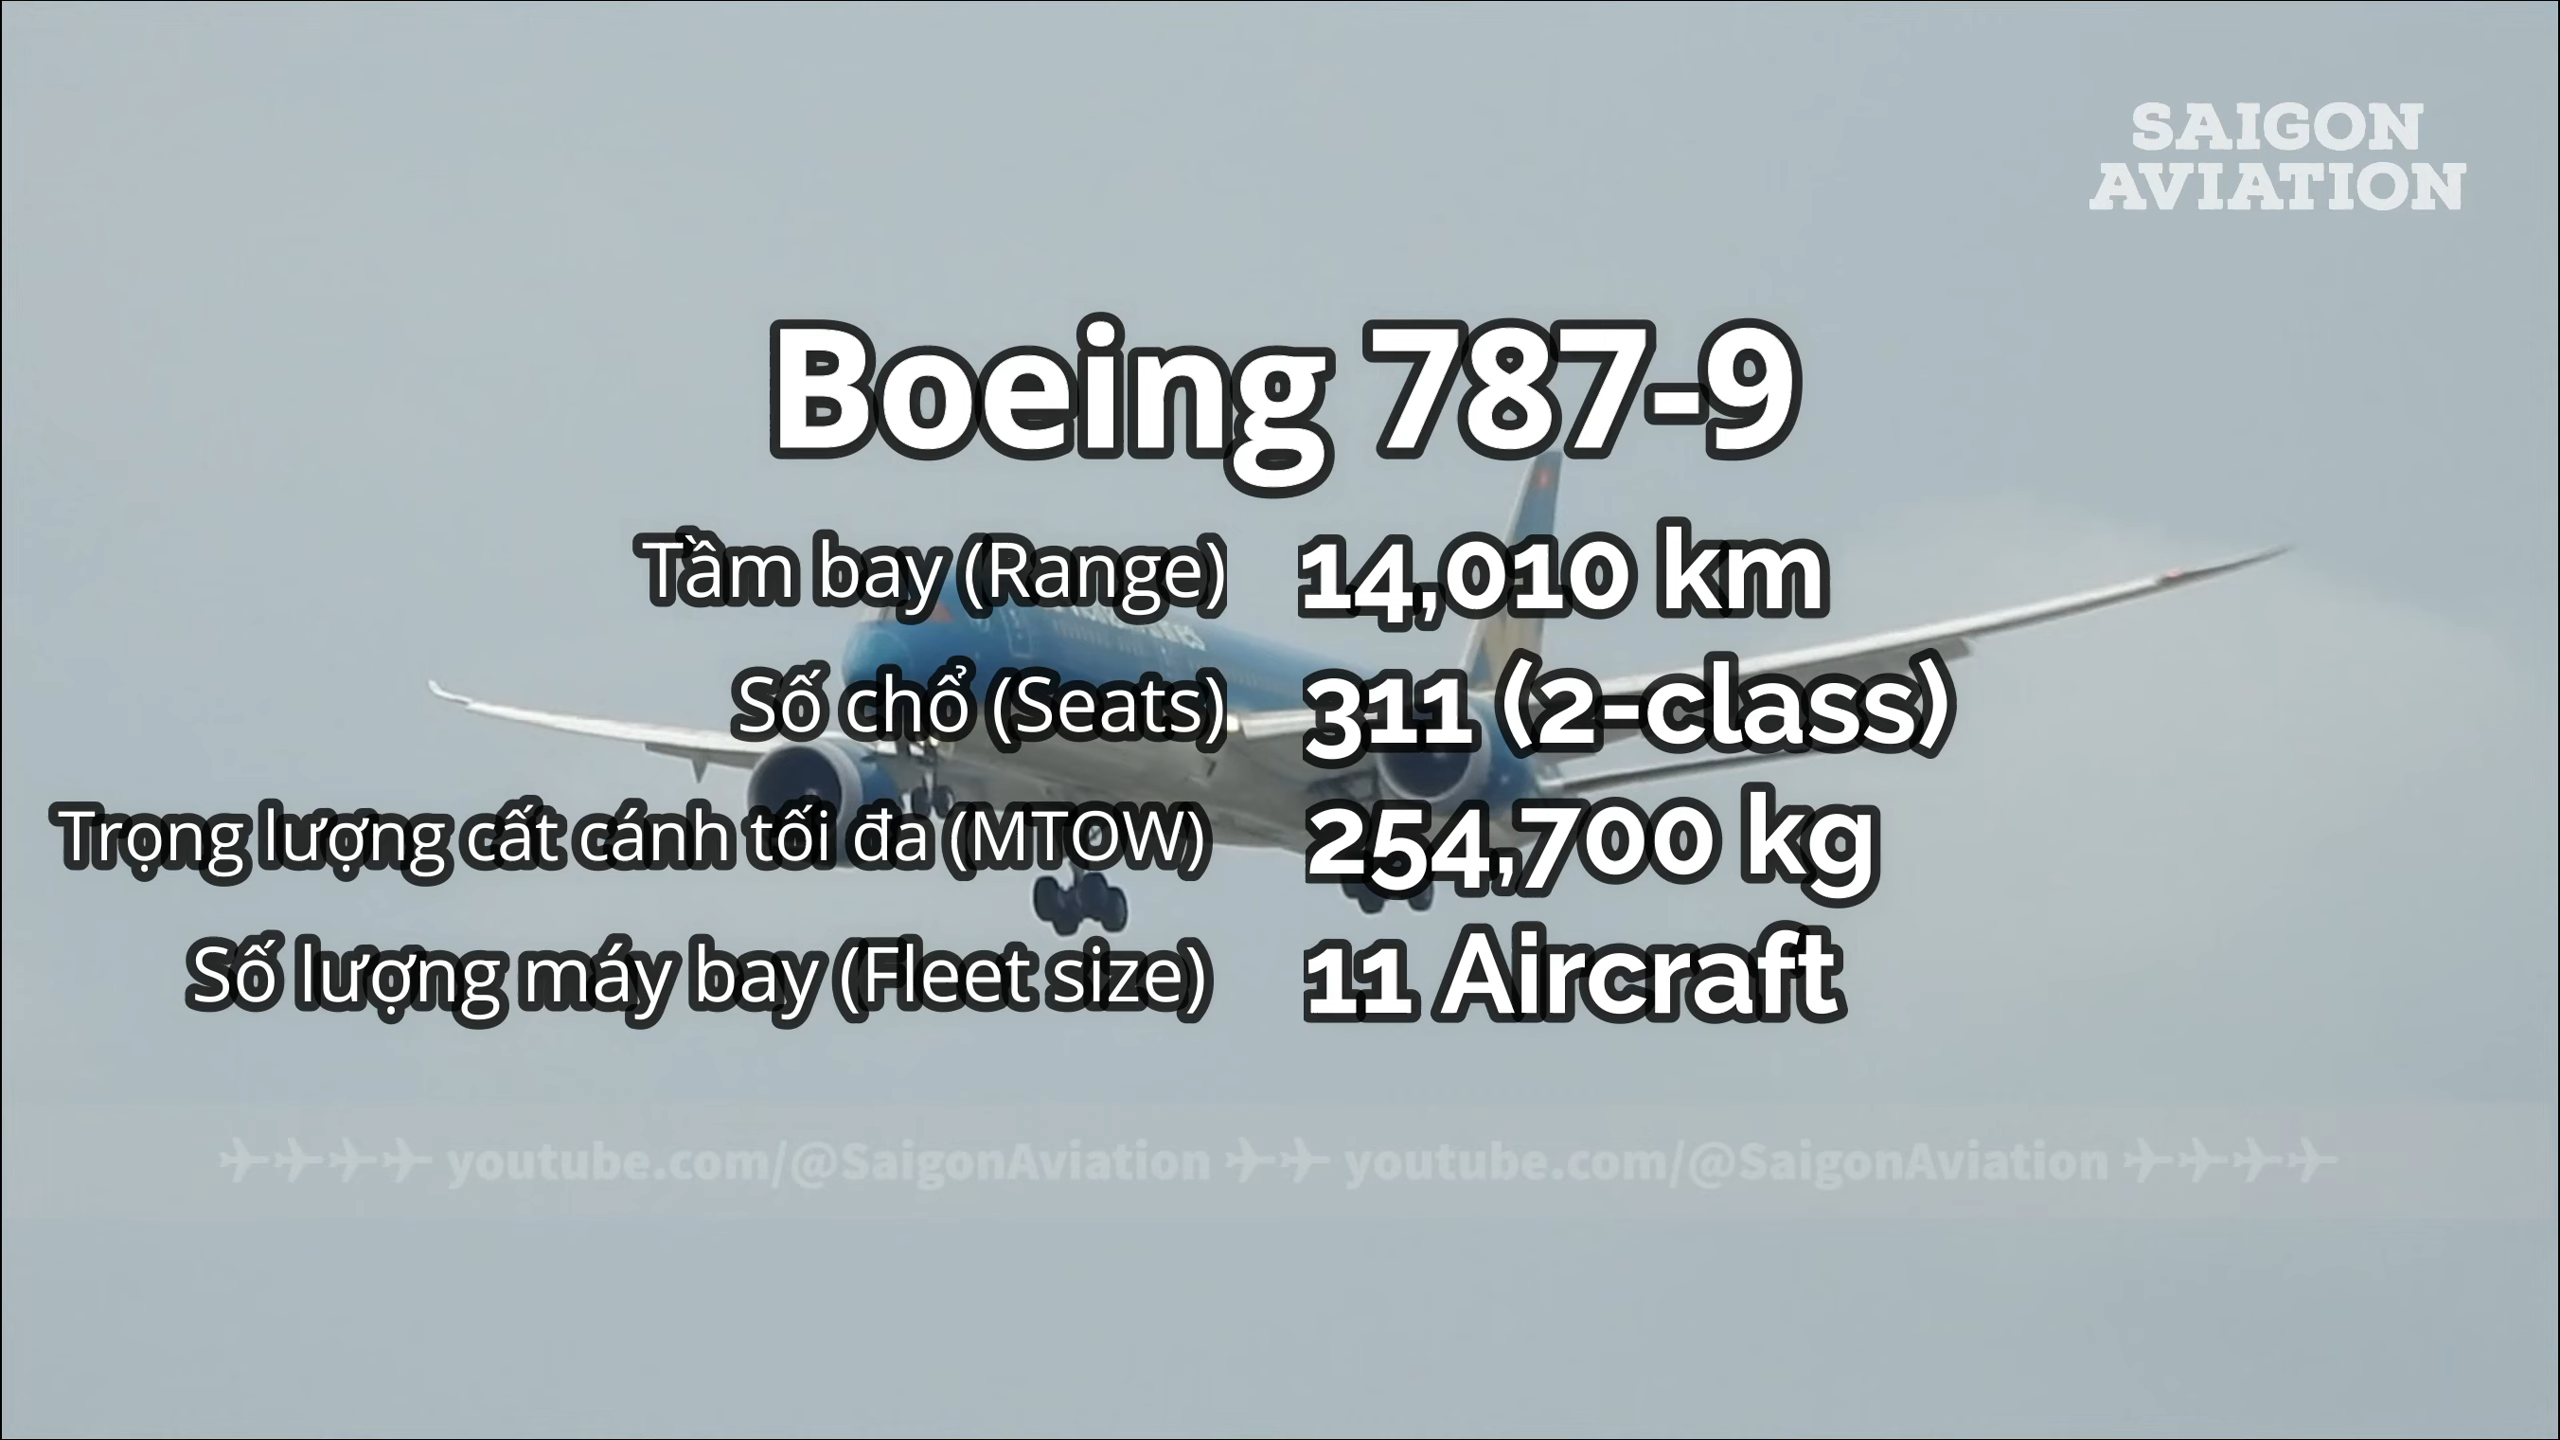 SAIGON
AVIATION
Boeing 787-9
Tầm bay (Range) 14,010 km
Số chổ (Seats) 311 (2-class)
Trọng lượng cất cánh tối đa (MTOW) 254,700 kg
Số lượng máy bay (Fleet size) 11 Aircraft
youtube.com/@SaigonAviation youtube.com/@SaigonAviation